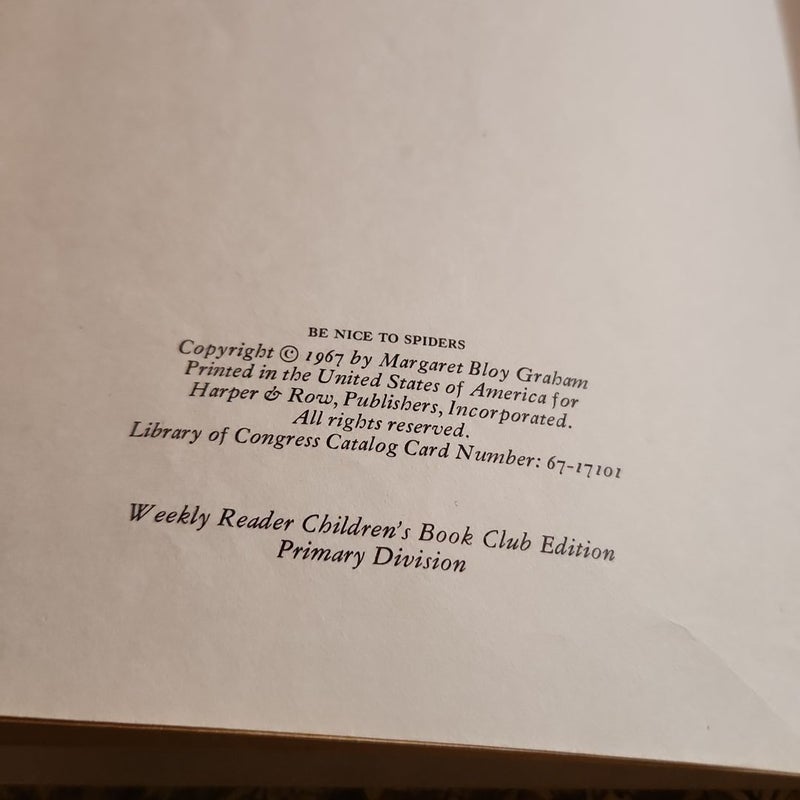 BE NICE TO SPIDERS
Copyright © 1967 by Margaret Bloy Graham
Printed in the United States of America for
Harper & Row, Publishers, Incorporated.
All rights reserved.
Library of Congress Catalog Card Number: 67-17101
Weekly Reader Children's Book Club Edition
Primary Division